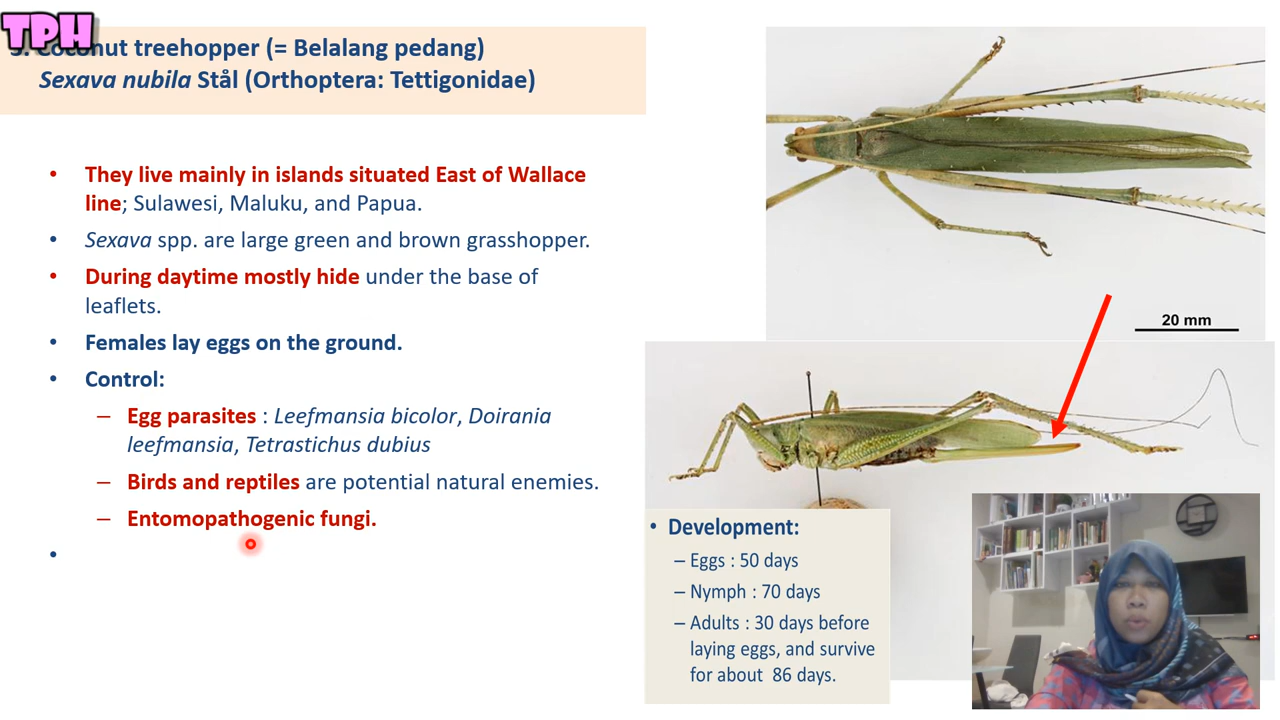 TPH
Coconut treehopper (= Belalang pedang)
Sexava nubila Stål (Orthoptera: Tettigonidae)
• They live mainly in islands situated East of Wallace
line; Sulawesi, Maluku, and Papua.
• Sexava spp. are large green and brown grasshopper.
• During daytime mostly hide under the base of
leaflets.
• Females lay eggs on the ground.
• Control:
– Egg parasites : Leefmansia bicolor, Doirania
leefmansia, Tetrastichus dubius
– Birds and reptiles are potential natural enemies.
– Entomopathogenic fungi.
•
20 mm
• Development:
– Eggs : 50 days
– Nymph : 70 days
– Adults : 30 days before
laying eggs, and survive
for about 86 days.